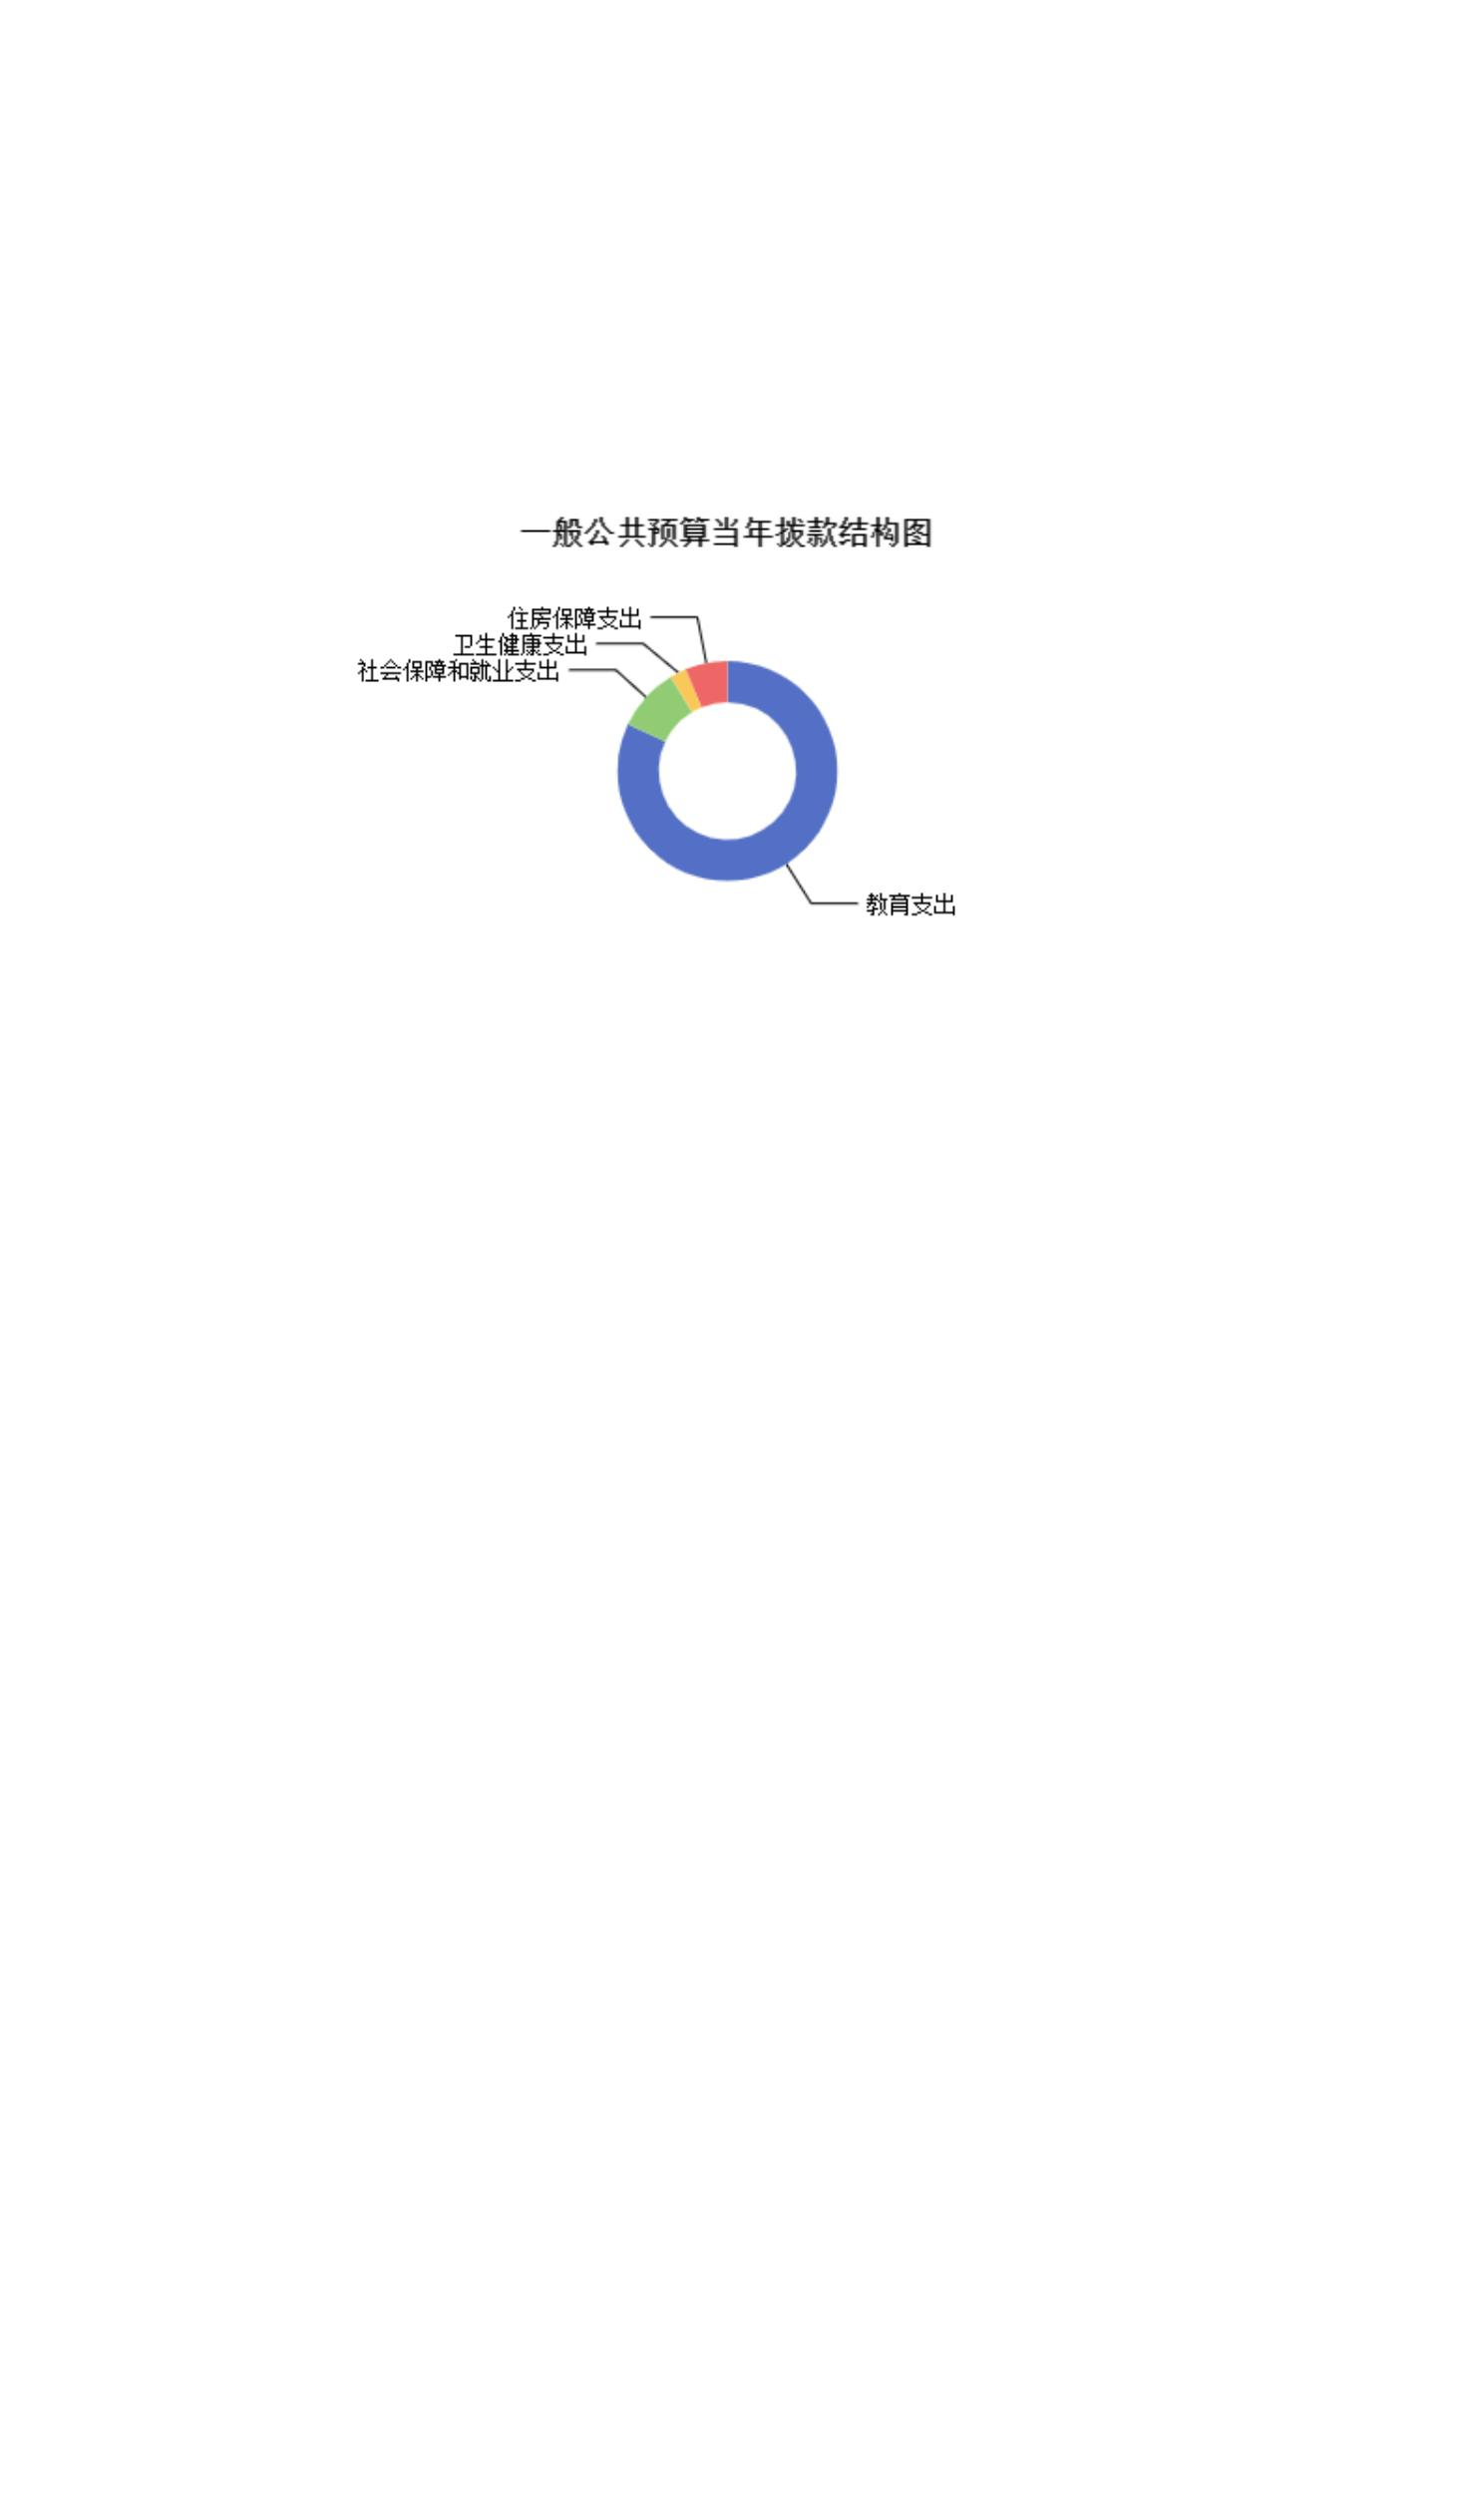 一般公共预算当年拨款结构图
住房保障支出
卫生健康支出
社会保障和就业支出
教育支出